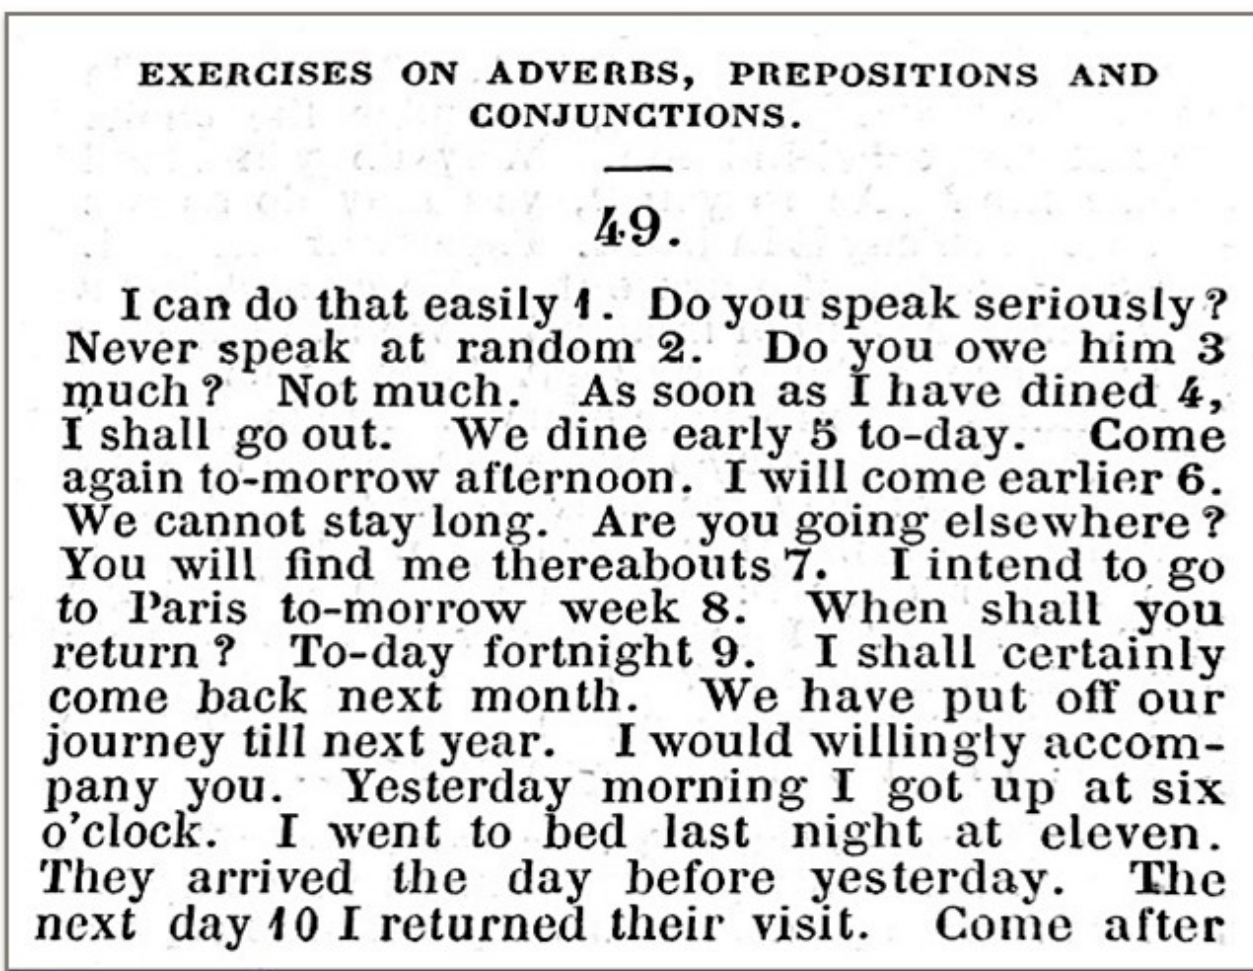 EXERCISES ON ADVERBS, PREPOSITIONS AND
CONJUNCTIONS.
49.
I can do that easily 1. Do you speak seriously?
Never speak at random 2. Do you owe him 3
much? Not much. As soon as I have dined 4,
I shall go out. We dine early 5 to-day. Come
again to-morrow afternoon. I will come earlier 6.
We cannot stay long. Are you going elsewhere?
You will find me thereabouts 7. I intend to go
to Paris to-morrow week 8. When shall you
return? To-day fortnight 9. I shall certainly
come back next month. We have put off our
journey till next year. I would willingly accom-
pany you. Yesterday morning I got up at six
o'clock. I went to bed last night at eleven.
They arrived the day before yesterday. The
next day 10 I returned their visit. Come after